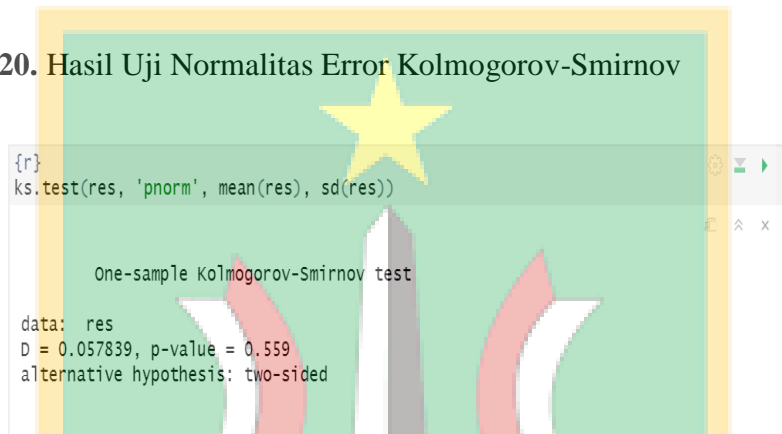 20. Hasil Uji Normalitas Error Kolmogorov-Smirnov
{r}
ks.test(res, 'pnorm', mean(res), sd(res))
One-sample Kolmogorov-Smirnov test
data: res
D = 0.057839, p-value = 0.559
alternative hypothesis: two-sided